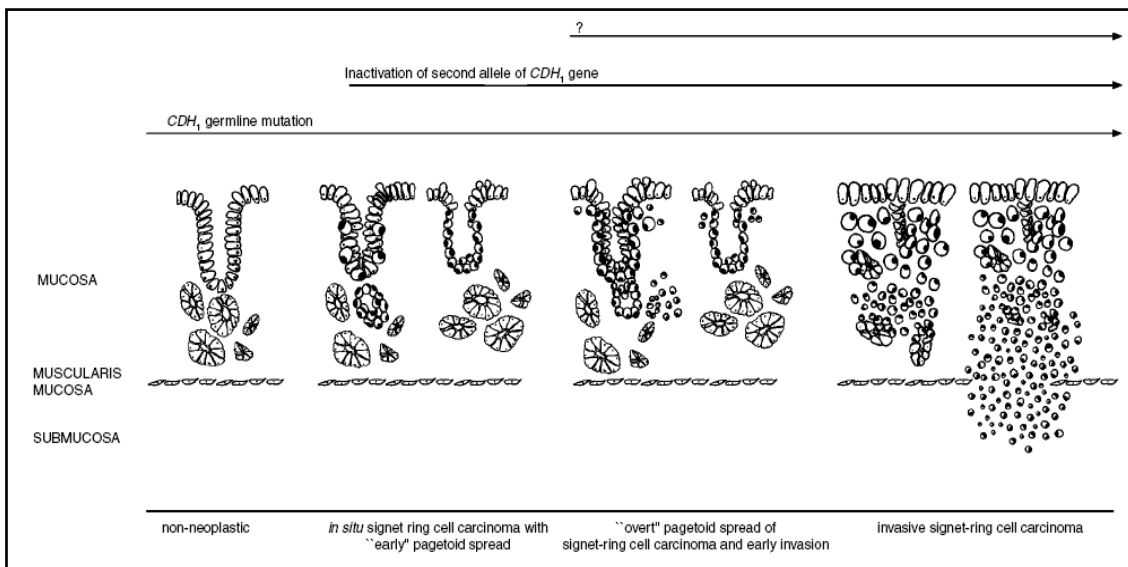 ?
Inactivation of second allele of CDH1 gene
CDH1 germline mutation
MUCOSA
MUSCULARIS
MUCOSA
SUBMUCOSA
non-neoplastic
in situ signet ring cell carcinoma with
``early" pagetoid spread
``overt" pagetoid spread of
signet-ring cell carcinoma and early invasion
invasive signet-ring cell carcinoma